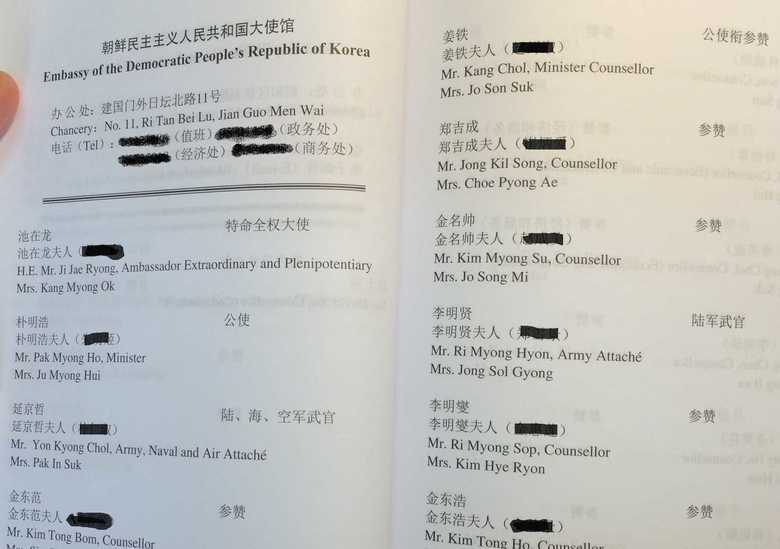 朝鲜民主主义人民共和国大使馆
Embassy of the Democratic People's Republic of Korea
办公处：建国门外日坛北路11号
Chancery: No. 11, Ri Tan Bei Lu, Jian Guo Men Wai
电话（Tel）：（值班）（政务处）
（经济处）（商务处）
池在龙 特命全权大使
池在龙夫人（
H.E. Mr. Ji Jae Ryong, Ambassador Extraordinary and Plenipotentiary
Mrs. Kang Myong Ok
朴明浩 公使
朴明浩夫人（
Mr. Pak Myong Ho, Minister
Mrs. Ju Myong Hui
延京哲 陆、海、空军武官
延京哲夫人（ ）
Mr. Yon Kyong Chol, Army, Naval and Air Attaché
Mrs. Pak In Suk
金东范 参赞
金东范夫人
Mr. Kim Tong Bom, Counsellor
姜铁 公使衔参赞
姜铁夫人（ ）
Mr. Kang Chol, Minister Counsellor
Mrs. Jo Son Suk
郑吉成 参赞
郑吉成夫人（ ）
Mr. Jong Kil Song, Counsellor
Mrs. Choe Pyong Ae
金名帅 参赞
金名帅夫人（ ）
Mr. Kim Myong Su, Counsellor
Mrs. Jo Song Mi
李明贤 陆军武官
李明贤夫人（ ）
Mr. Ri Myong Hyon, Army Attaché
Mrs. Jong Sol Gyong
李明燮 参赞
李明燮夫人（ ）
Mr. Ri Myong Sop, Counsellor
Mrs. Kim Hye Ryon
金东浩 参赞
金东浩夫人（ ）
Mr. Kim Tong Ho, Counsellor